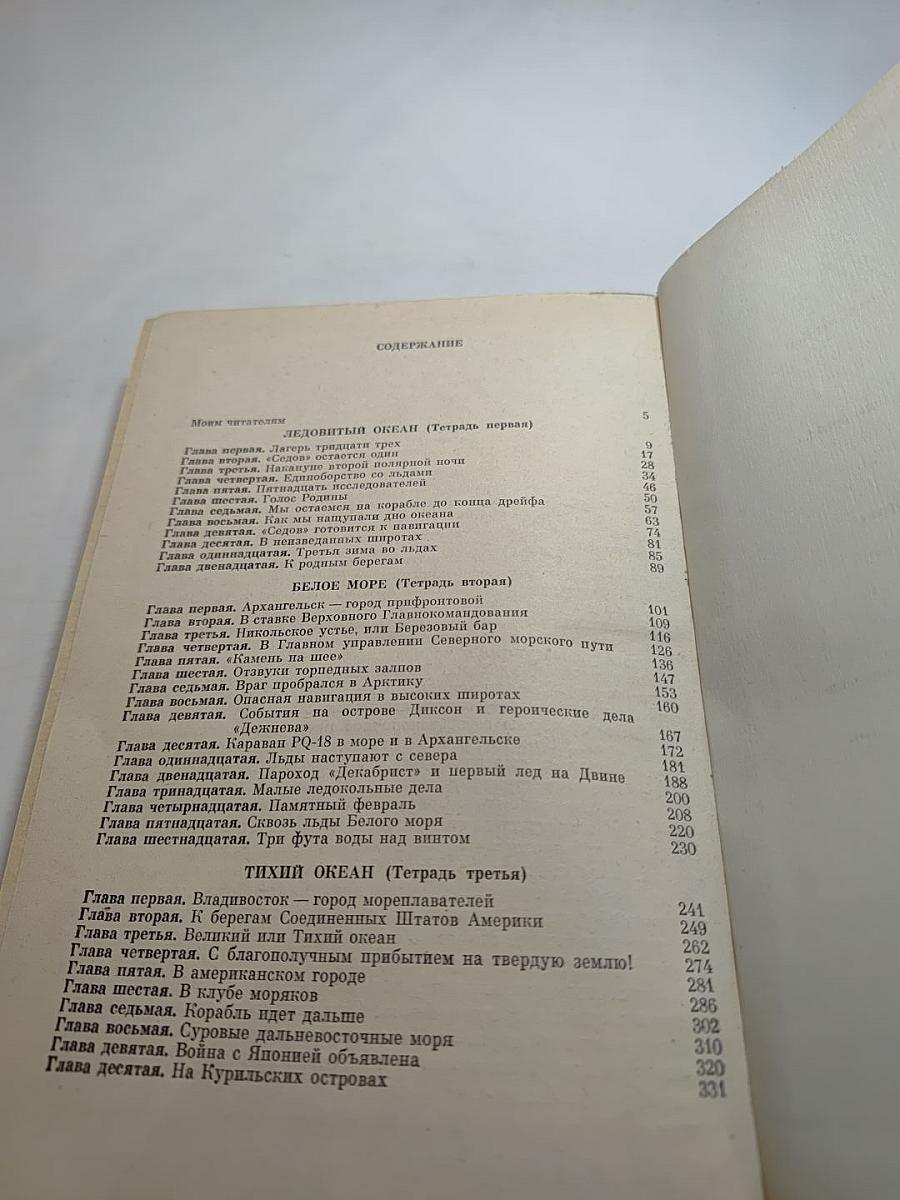 СОДЕРЖАНИЕ
Моим читателям 5
ЛЕДОВИТЫЙ ОКЕАН (Тетрадь первая)
Глава первая. Лагерь тридцати трех 9
Глава вторая. «Седов» остается один 17
Глава третья. Накануне второй полярной ночи 28
Глава четвертая. Единоборство со льдами 34
Глава пятая. Пятнадцать исследователей 46
Глава шестая. Голос Родины 50
Глава седьмая. Мы остаемся на корабле до конца дрейфа 57
Глава восьмая. Как мы нащупали дно океана 63
Глава девятая. «Седов» готовится к навигации 74
Глава десятая. В неизведанных широтах 81
Глава одиннадцатая. Третья зима во льдах 85
Глава двенадцатая. К родным берегам 89
БЕЛОЕ МОРЕ (Тетрадь вторая)
Глава первая. Архангельск — город прифронтовой 101
Глава вторая. В ставке Верховного Главнокомандования 109
Глава третья. Никольское устье, или Березовый бар 116
Глава четвертая. В Главном управлении Северного морского пути 126
Глава пятая. «Камень на шее» 136
Глава шестая. Отзвуки торпедных залпов 147
Глава седьмая. Враг пробрался в Арктику 153
Глава восьмая. Опасная навигация в высоких широтах 160
Глава девятая. События на острове Диксон и героические дела
«Дежнева» 167
Глава десятая. Караван PQ-18 в море и в Архангельске 172
Глава одиннадцатая. Льды наступают с севера 181
Глава двенадцатая. Пароход «Декабрист» и первый лед на Двине 188
Глава тринадцатая. Малые ледокольные дела 200
Глава четырнадцатая. Памятный февраль 208
Глава пятнадцатая. Сквозь льды Белого моря 220
Глава шестнадцатая. Три фута воды над винтом 230
ТИХИЙ ОКЕАН (Тетрадь третья)
Глава первая. Владивосток — город мореплавателей 241
Глава вторая. К берегам Соединенных Штатов Америки 249
Глава третья. Великий или Тихий океан 262
Глава четвертая. С благополучным прибытием на твердую землю! 274
Глава пятая. В американском городе 281
Глава шестая. В клубе моряков 286
Глава седьмая. Корабль идет дальше 302
Глава восьмая. Суровые дальневосточные моря 310
Глава девятая. Война с Японией объявлена 320
Глава десятая. На Курильских островах 331